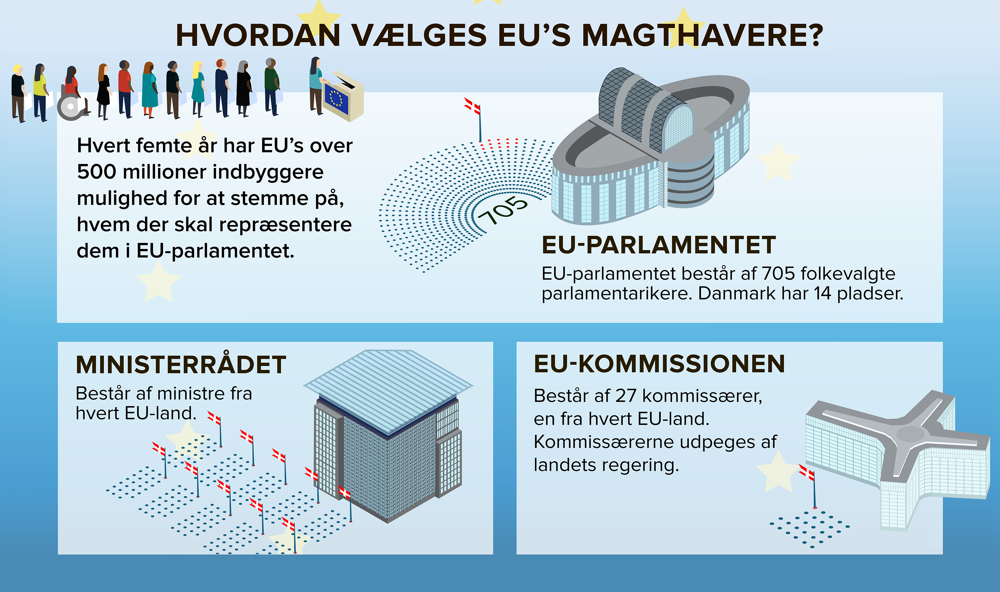 HVORDAN VÆLGES EU’S MAGTHAVERE?
Hvert femte år har EU’s over
500 millioner indbyggere
mulighed for at stemme på,
hvem der skal repræsentere
dem i EU-parlamentet.
705
EU-PARLAMENTET
EU-parlamentet består af 705 folkevalgte
parlamentarikere. Danmark har 14 pladser.
MINISTERRÅDET
Består af ministre fra
hvert EU-land.
EU-KOMMISSIONEN
Består af 27 kommissærer,
en fra hvert EU-land.
Kommissærerne udpeges af
landets regering.